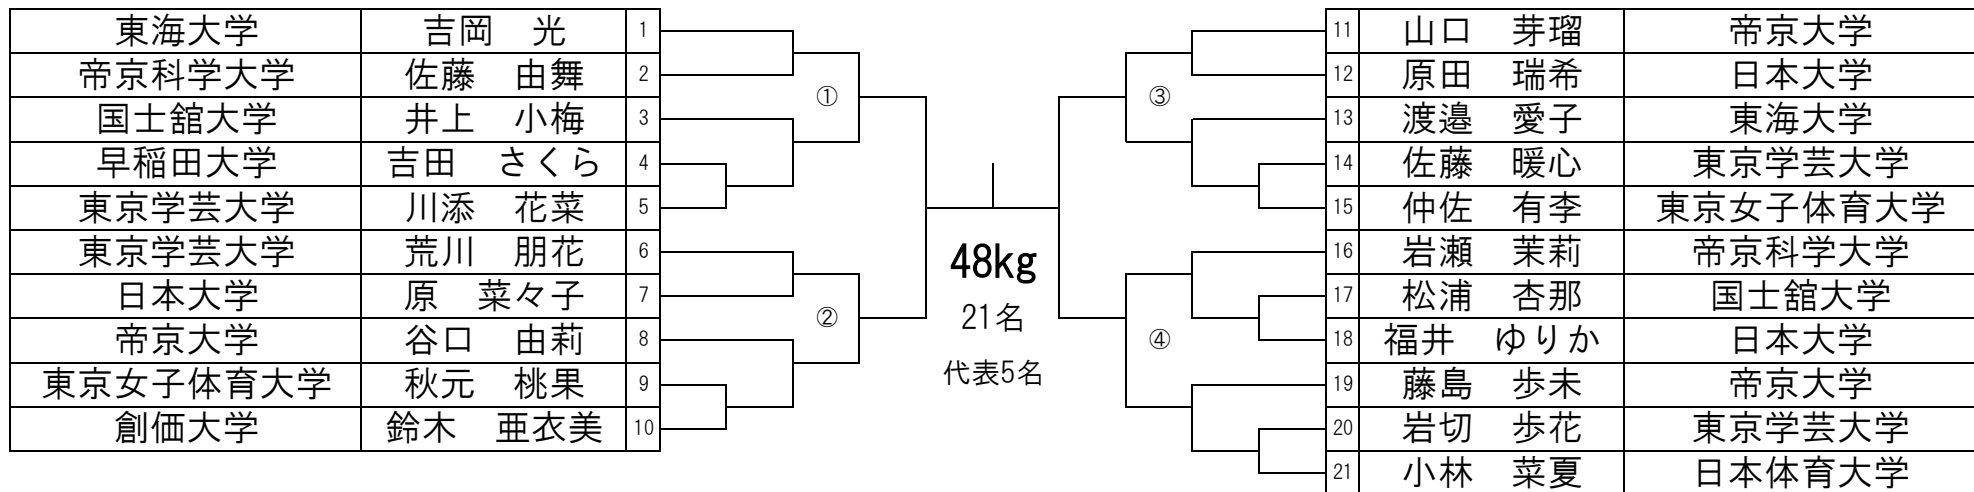 東海大学 吉岡　光 1
帝京科学大学 佐藤　由舞 2
国士舘大学 井上　小梅 3
早稲田大学 吉田　さくら 4
東京学芸大学 川添　花菜 5
東京学芸大学 荒川　朋花 6
日本大学 原　菜々子 7
帝京大学 谷口　由莉 8
東京女子体育大学 秋元　桃果 9
創価大学 鈴木　亜衣美 10
①
②
48kg
21名
代表5名
③
④
11 山口　芽瑠 帝京大学
12 原田　瑞希 日本大学
13 渡邉　愛子 東海大学
14 佐藤　暖心 東京学芸大学
15 仲佐　有李 東京女子体育大学
16 岩瀬　茉莉 帝京科学大学
17 松浦　杏那 国士舘大学
18 福井　ゆりか 日本大学
19 藤島　歩未 帝京大学
20 岩切　歩花 東京学芸大学
21 小林　菜夏 日本体育大学